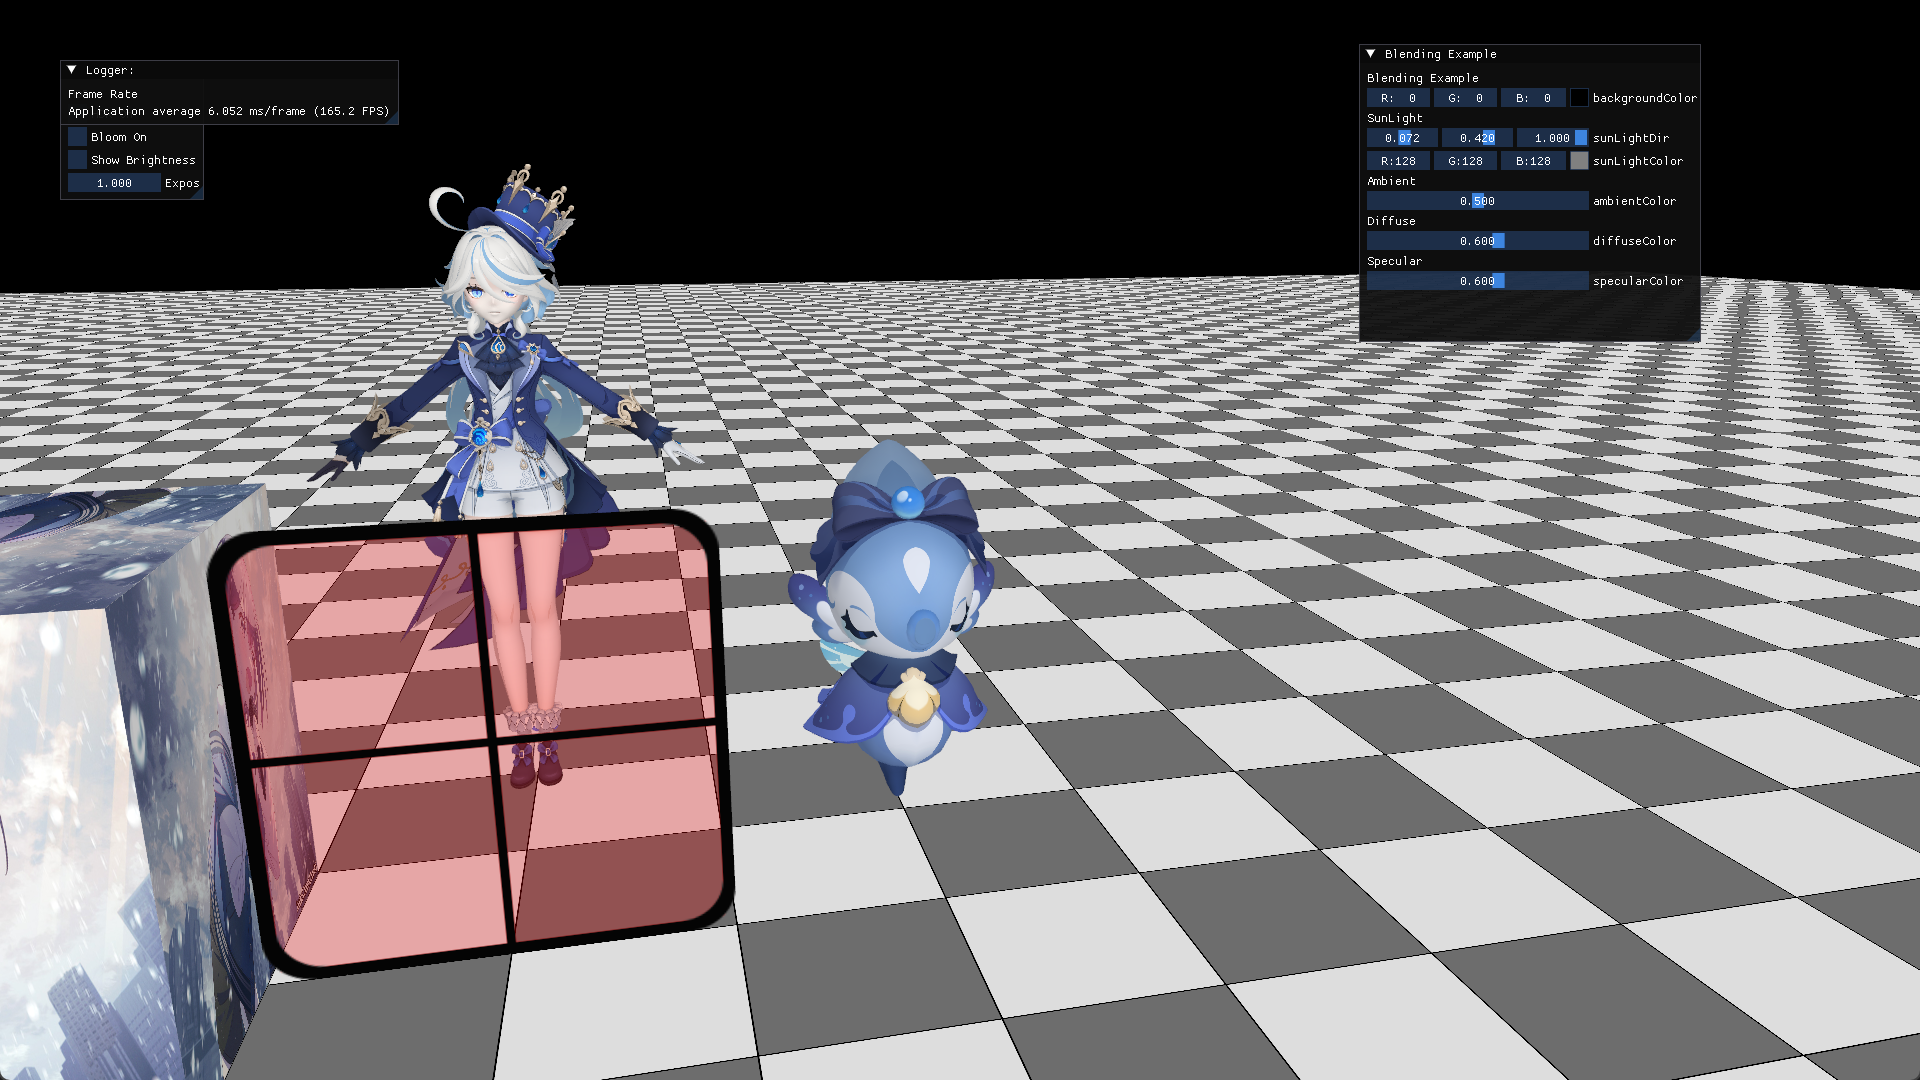 Logger:
Frame Rate
Application average 6.052 ms/frame (165.2 FPS)
Bloom On
Show Brightness
1.000 Expos
Blending Example
Blending Example
R: 0 G: 0 B: 0 backgroundColor
SunLight
0.072 0.420 1.000 sunLightDir
R:128 G:128 B:128 sunLightColor
Ambient
0.500 ambientColor
Diffuse
0.600 diffuseColor
Specular
0.600 specularColor